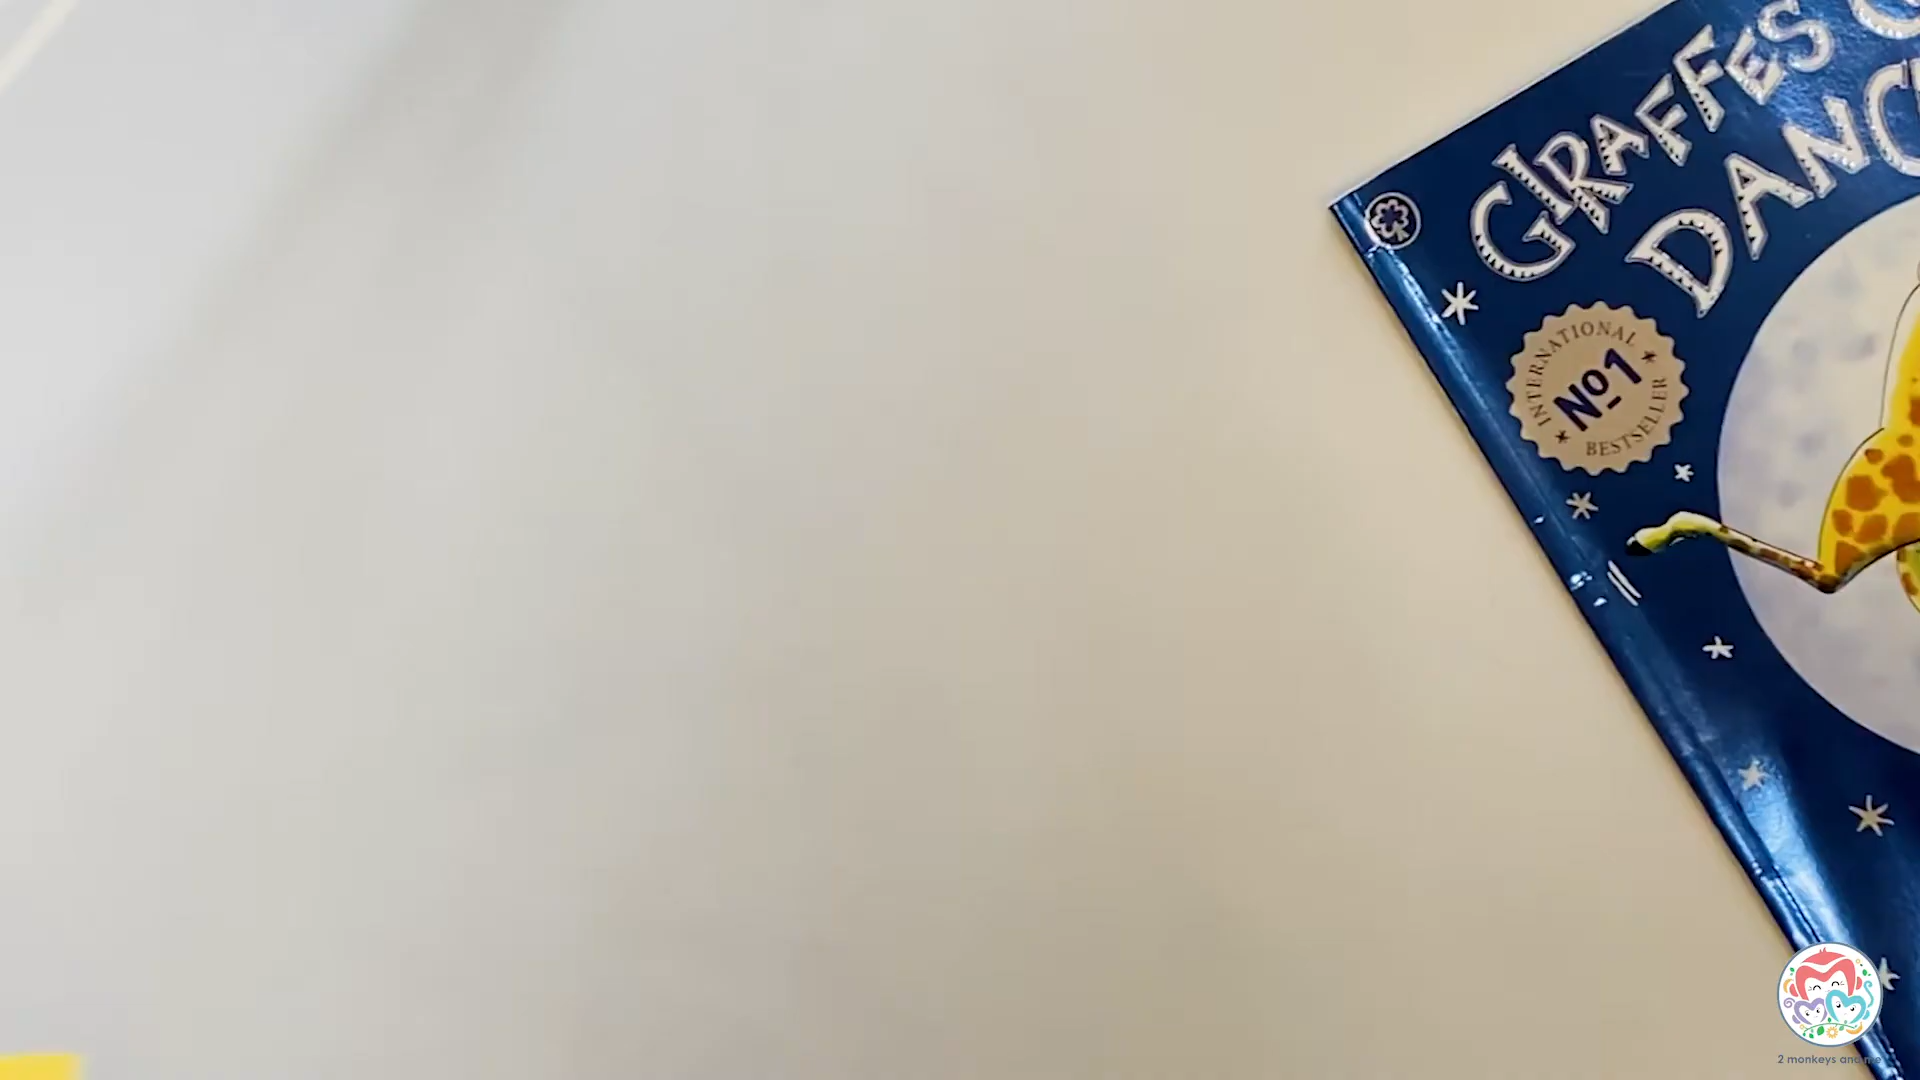 GIRAFFES
DANC
INTERNATIONAL
No1
BESTSELLER
2 monkeys and me